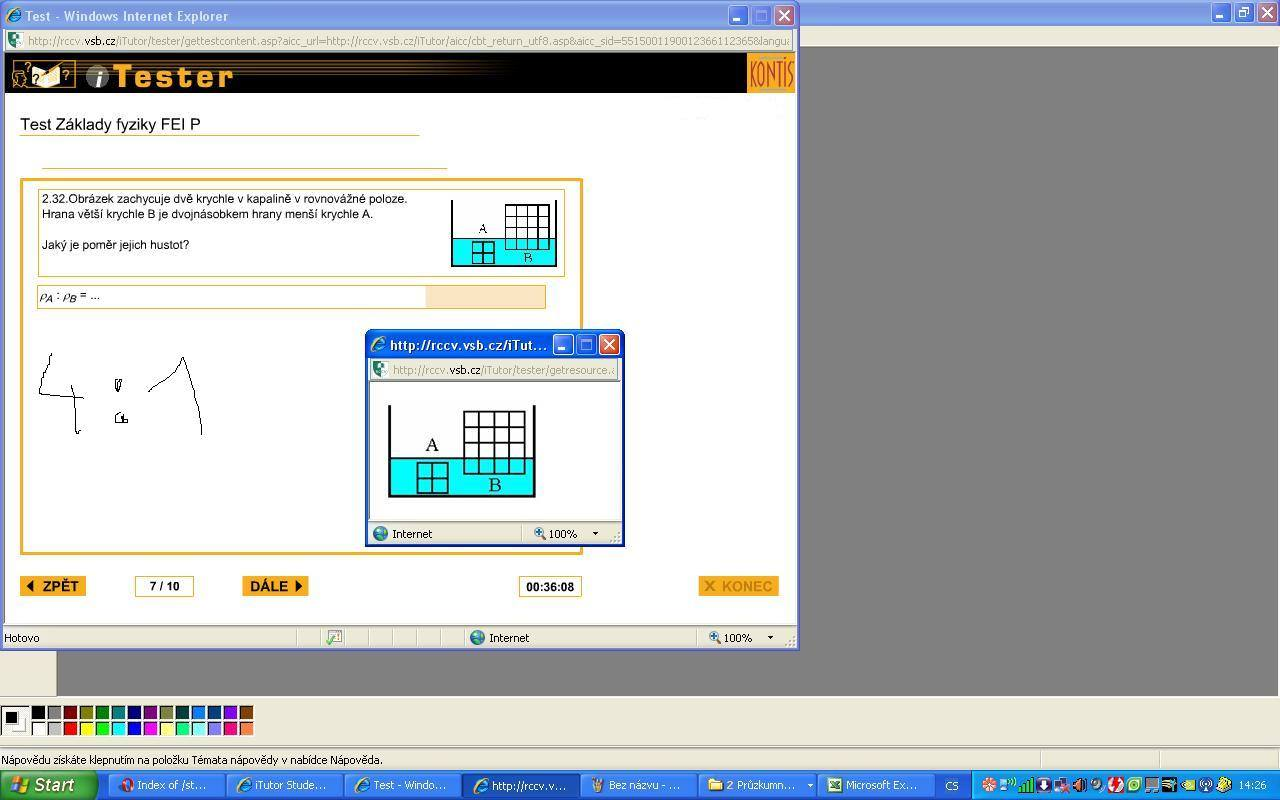 Test - Windows Internet Explorer
http://rccv.vsb.cz/iTutor/tester/gettestcontent.asp?aicc_url=http://rccv.vsb.cz/iTutor/aicc/cbt_return_utf8.asp&aicc_sid=55150011900123661123658&langua
i Tester
KONTIS
Test Základy fyziky FEI P
2.32.Obrázek zachycuje dvě krychle v kapalině v rovnovážné poloze.
Hrana větší krychle B je dvojnásobkem hrany menší krychle A.
Jaký je poměr jejich hustot?
A
B
ρA : ρB = ...
4 : 1
http://rccv.vsb.cz/iTut...
http://rccv.vsb.cz/iTutor/tester/getresource.a
A
B
Internet
100%
ZPĚT
7 / 10
DÁLE
00:36:08
X KONEC
Hotovo
Internet
100%
Nápovědu získáte klepnutím na položku Témata nápovědy v nabídce Nápověda.
Start
Index of /st...
iTutor Stude...
Test - Windo...
http://rccv.v...
Bez názvu - ...
2 Průzkumn...
Microsoft Ex...
CS
14:26